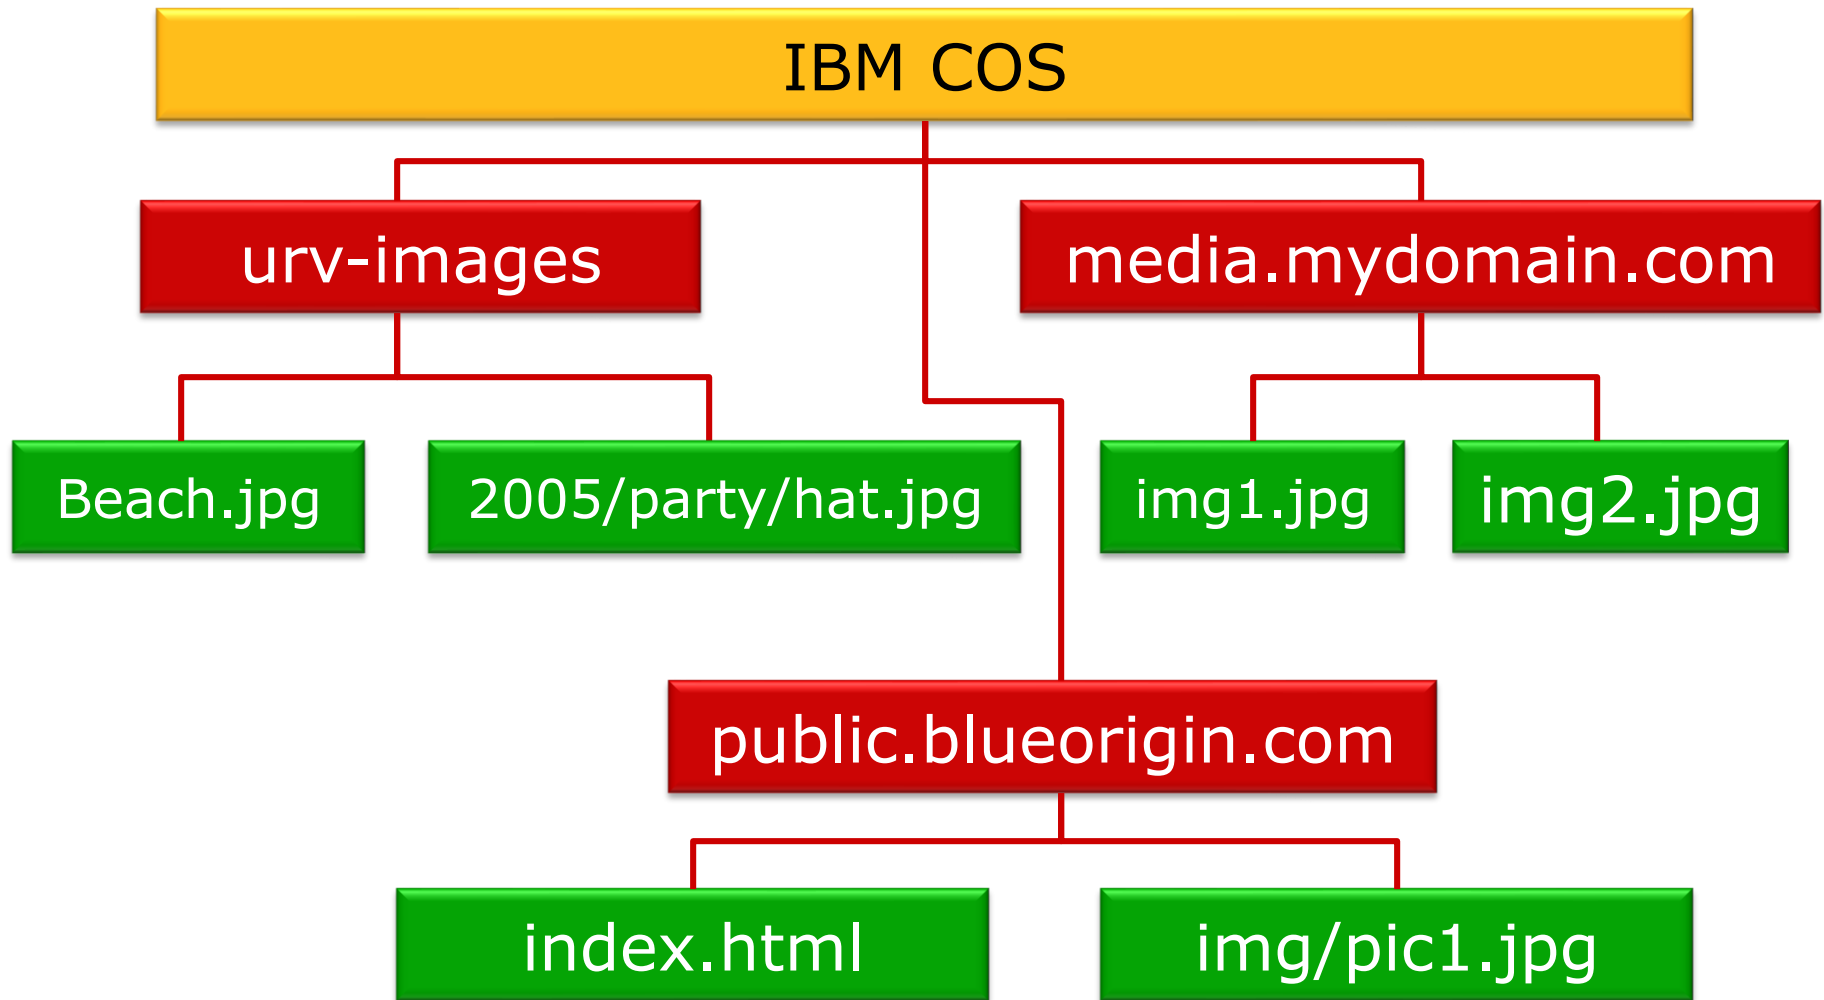 IBM COS
urv-images
media.mydomain.com
Beach.jpg
2005/party/hat.jpg
img1.jpg
img2.jpg
public.blueorigin.com
index.html
img/pic1.jpg